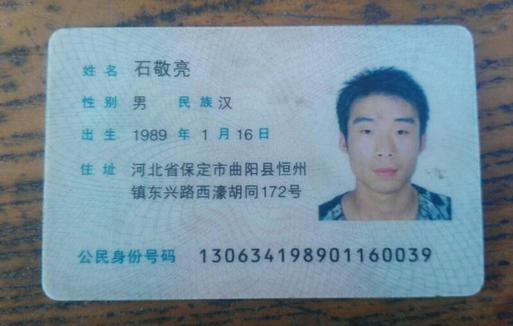 姓名 石敬亮
性别 男 民族 汉
出生 1989 年 1 月 16 日
住址 河北省保定市曲阳县恒州
镇东兴路西濠胡同172号
公民身份号码 130634198901160039